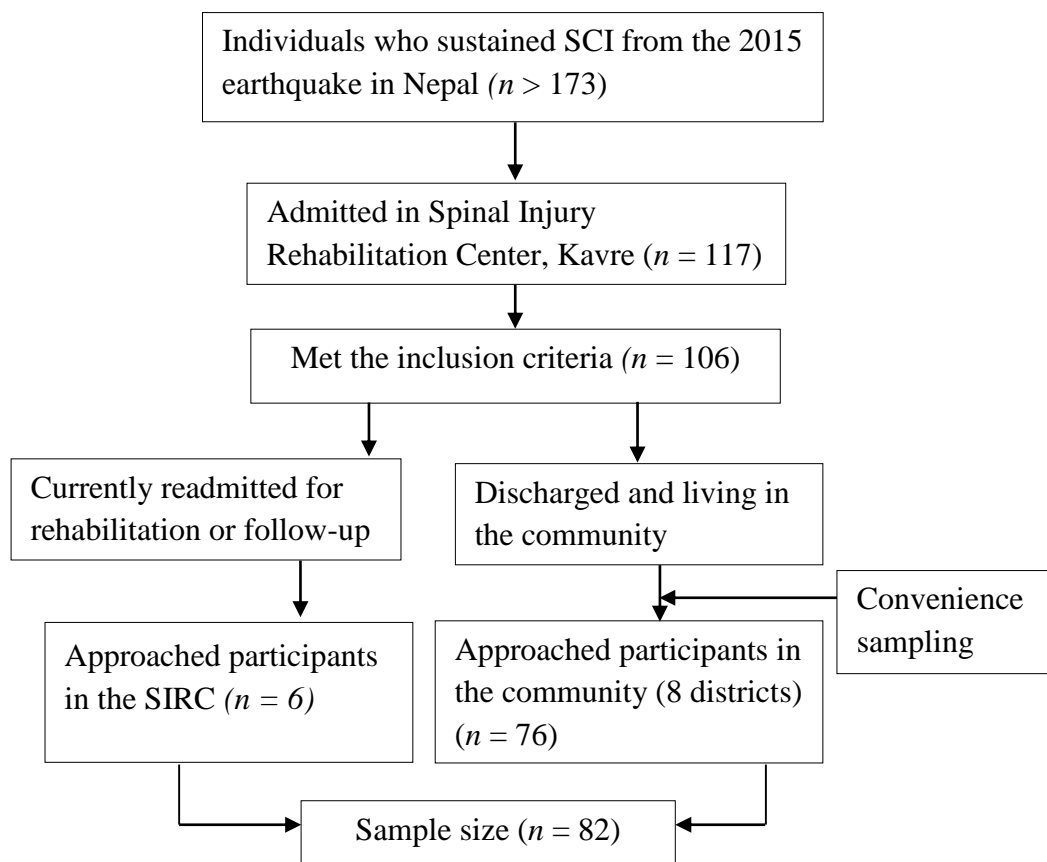 Individuals who sustained SCI from the 2015
earthquake in Nepal (n > 173)
Admitted in Spinal Injury
Rehabilitation Center, Kavre (n = 117)
Met the inclusion criteria (n = 106)
Currently readmitted for
rehabilitation or follow-up
Discharged and living in
the community
Convenience
sampling
Approached participants
in the SIRC (n = 6)
Approached participants in
the community (8 districts)
(n = 76)
Sample size (n = 82)